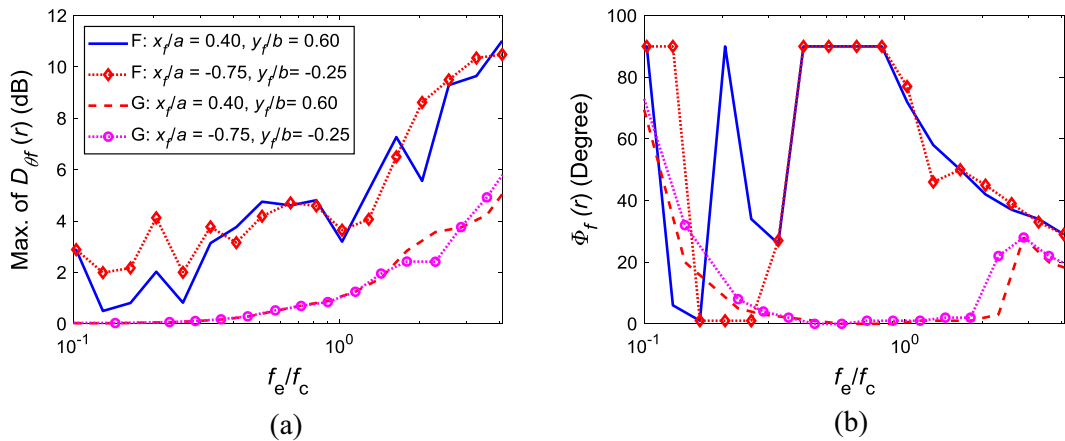 12
10
8
6
4
2
0
Max. of D_θf (r) (dB)
F: x_f/a = 0.40, y_f/b = 0.60
F: x_f/a = -0.75, y_f/b= -0.25
G: x_f/a = 0.40, y_f/b= 0.60
G: x_f/a = -0.75, y_f/b= -0.25
10^-1
10^0
f_e/f_c
(a)
100
80
60
40
20
0
Φ_f (r) (Degree)
10^-1
10^0
f_e/f_c
(b)